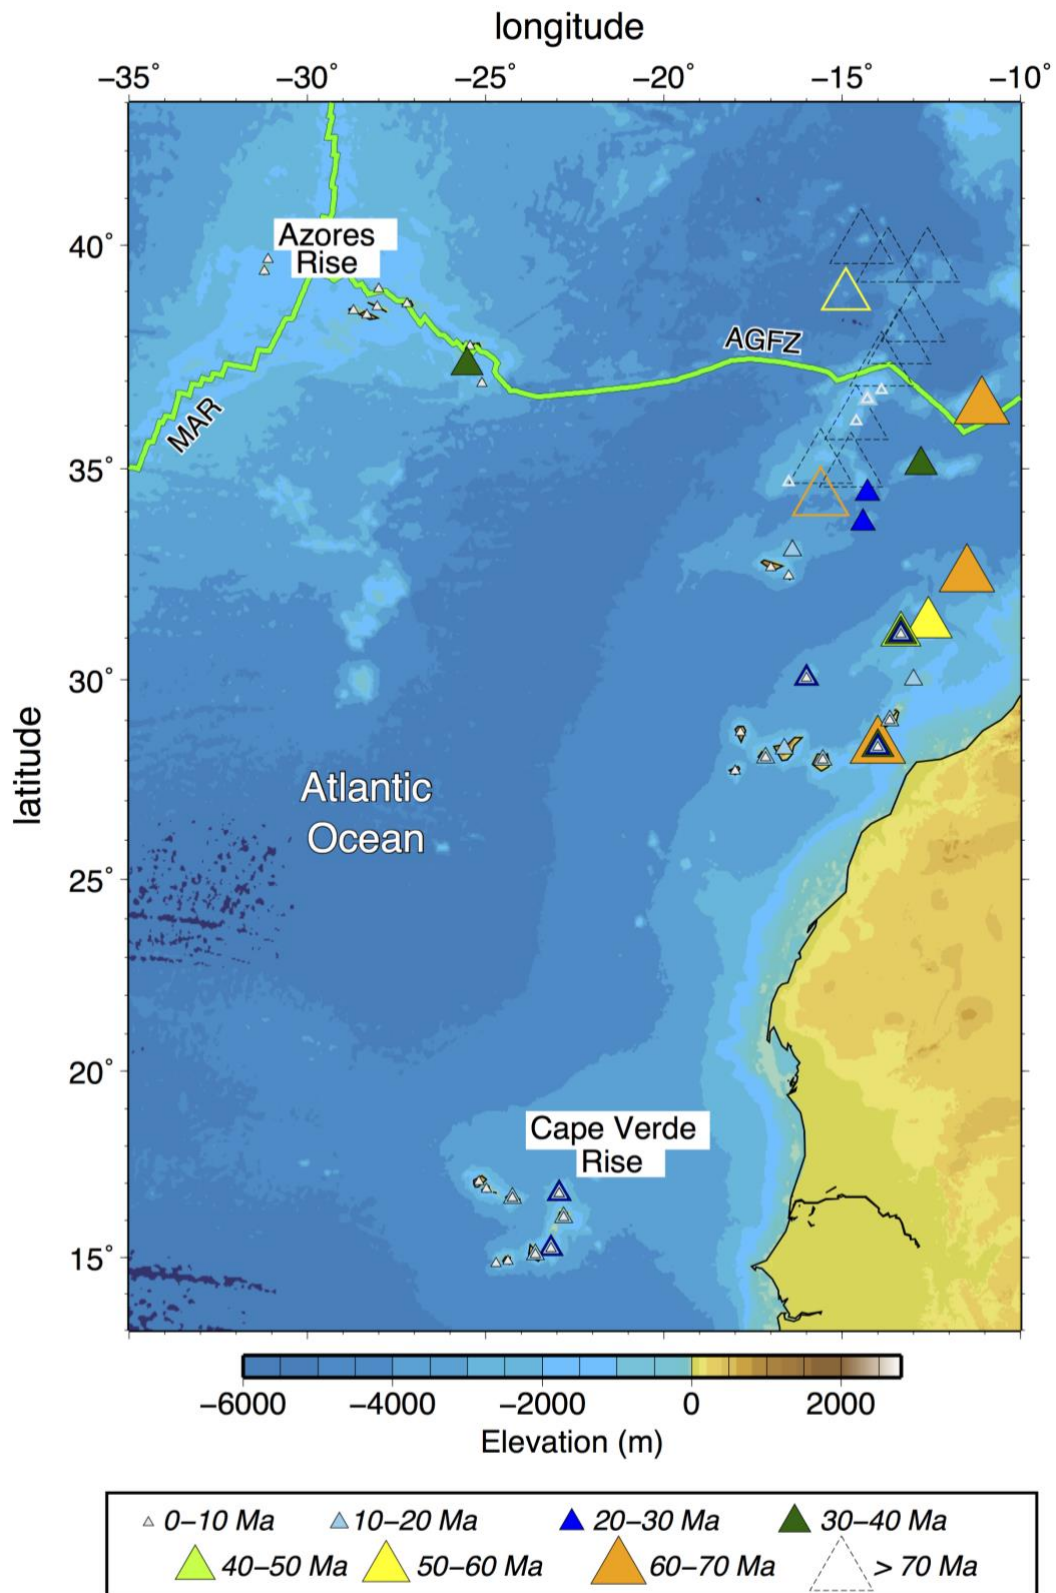 longitude
−35˚ −30˚ −25˚ −20˚ −15˚ −10˚
40˚
Azores
Rise
AGFZ
MAR
35˚
30˚
latitude
Atlantic
Ocean
25˚
20˚
Cape Verde
Rise
15˚
−6000 −4000 −2000 0 2000
Elevation (m)
0−10 Ma 10−20 Ma 20−30 Ma 30−40 Ma
40−50 Ma 50−60 Ma 60−70 Ma > 70 Ma